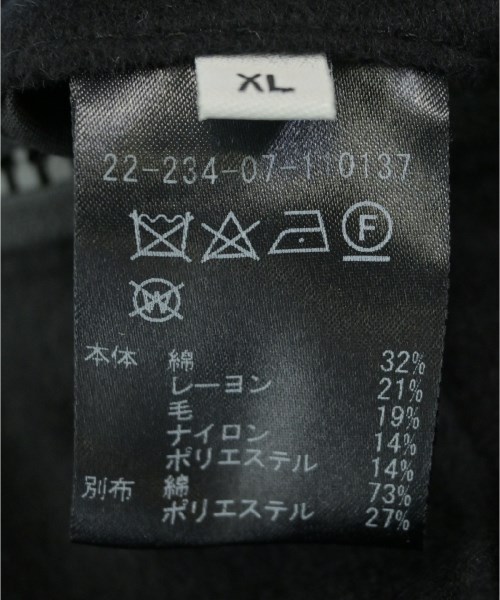 XL
22-234-07-1 0137
F
W
本体 綿 32%
レーヨン 21%
毛 19%
ナイロン 14%
ポリエステル 14%
別布 綿 73%
ポリエステル 27%